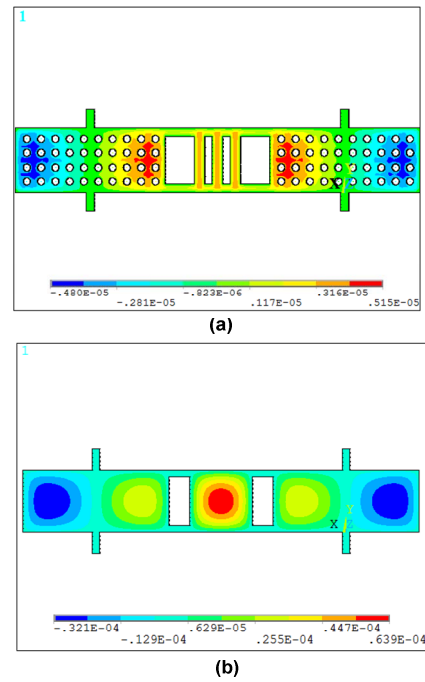 1
X
-.480E-05 -.823E-06 .316E-05
-.281E-05 .117E-05 .515E-05
(a)
1
Y
X Z
-.321E-04 .629E-05 .447E-04
-.129E-04 .255E-04 .639E-04
(b)